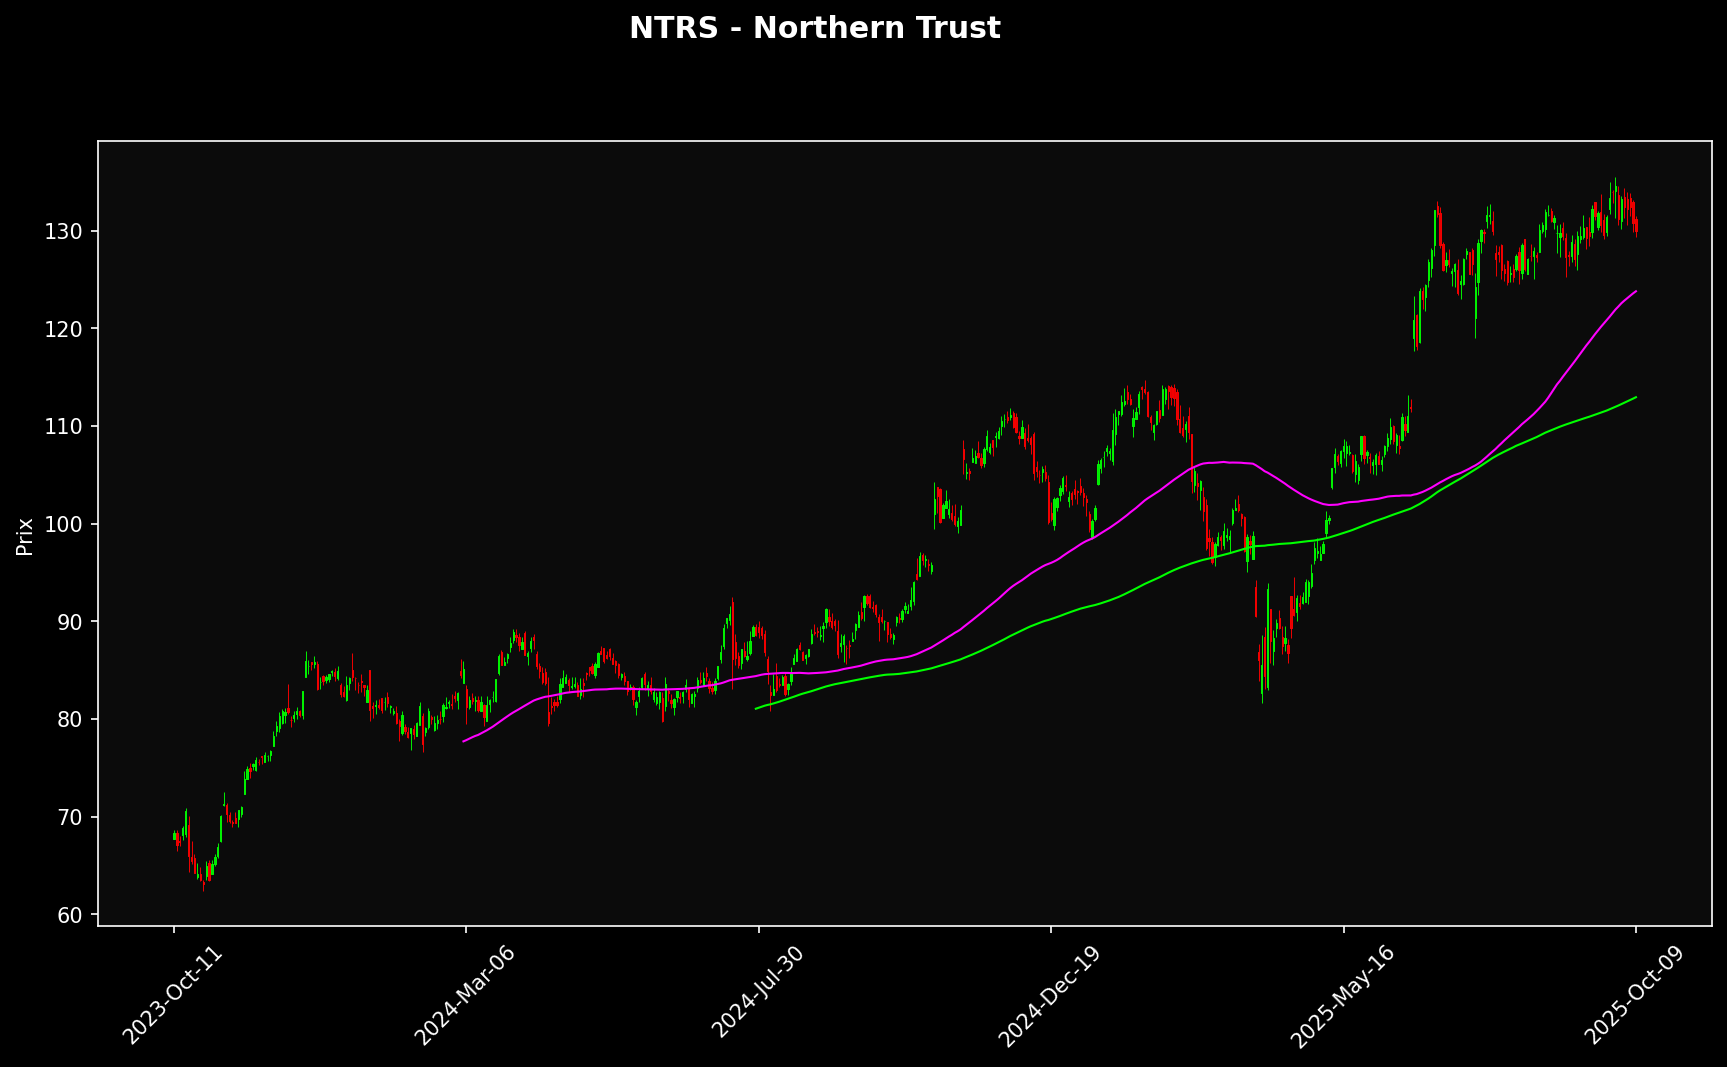 NTRS - Northern Trust
Prix
130
120
110
100
90
80
70
60
2023-Oct-11
2024-Mar-06
2024-Jul-30
2024-Dec-19
2025-May-16
2025-Oct-09